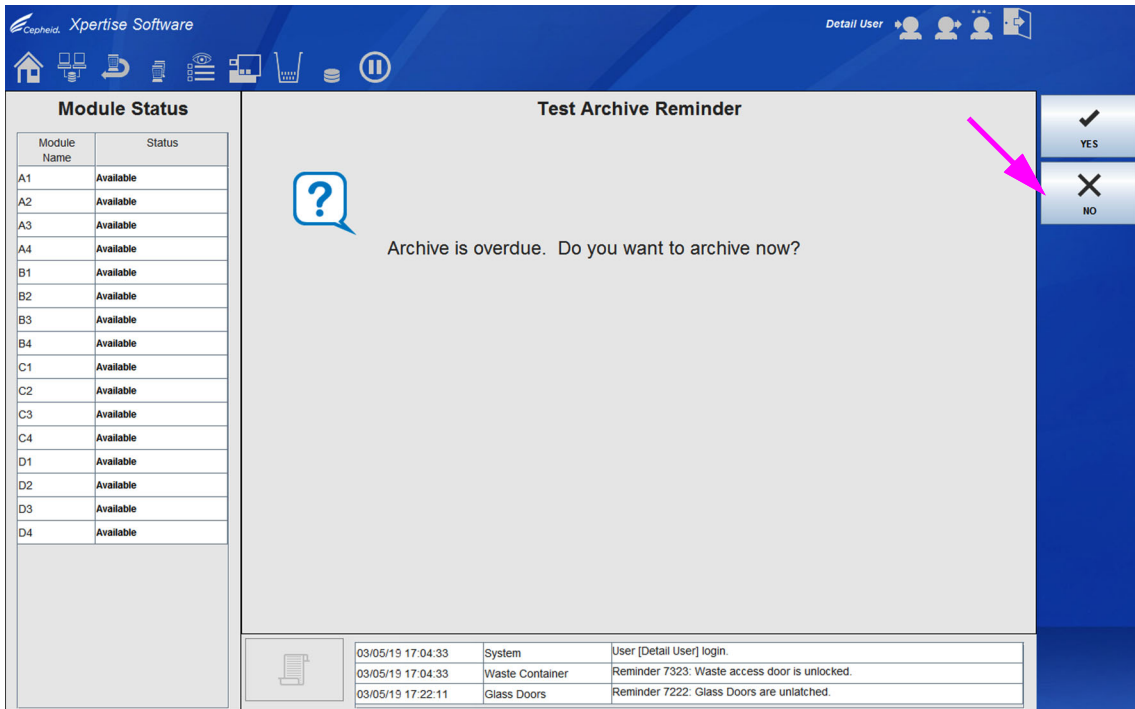 Cepheid. Xpertise Software
Detail User
Module Status
Module Name Status
A1 Available
A2 Available
A3 Available
A4 Available
B1 Available
B2 Available
B3 Available
B4 Available
C1 Available
C2 Available
C3 Available
C4 Available
D1 Available
D2 Available
D3 Available
D4 Available
Test Archive Reminder
?
Archive is overdue. Do you want to archive now?
YES
NO
03/05/19 17:04:33 System User [Detail User] login.
03/05/19 17:04:33 Waste Container Reminder 7323: Waste access door is unlocked.
03/05/19 17:22:11 Glass Doors Reminder 7222: Glass Doors are unlatched.